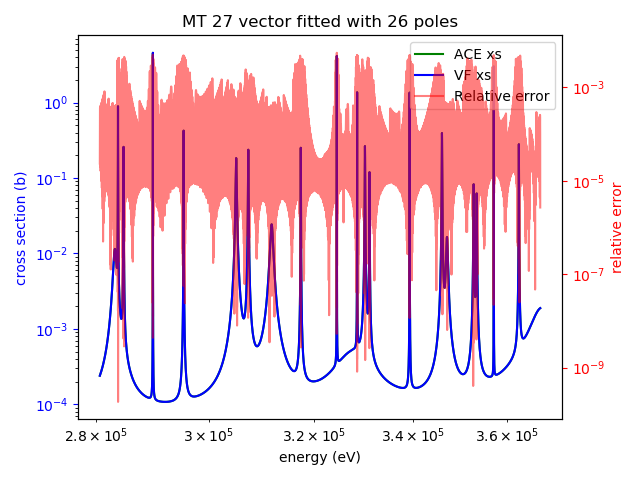 MT 27 vector fitted with 26 poles
ACE xs
VF xs
Relative error
10⁰
10⁻¹
10⁻²
10⁻³
10⁻⁴
cross section (b)
10⁻³
10⁻⁵
10⁻⁷
10⁻⁹
relative error
2.8 × 10⁵
3 × 10⁵
3.2 × 10⁵
3.4 × 10⁵
3.6 × 10⁵
energy (eV)